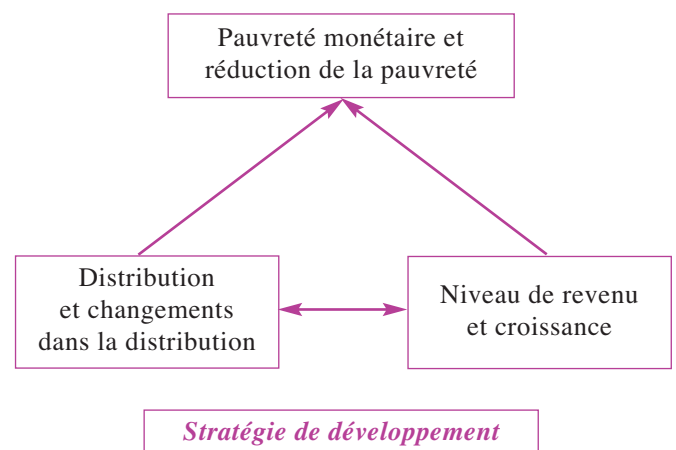 Pauvreté monétaire et
réduction de la pauvreté
Distribution
et changements
dans la distribution
Niveau de revenu
et croissance
Stratégie de développement